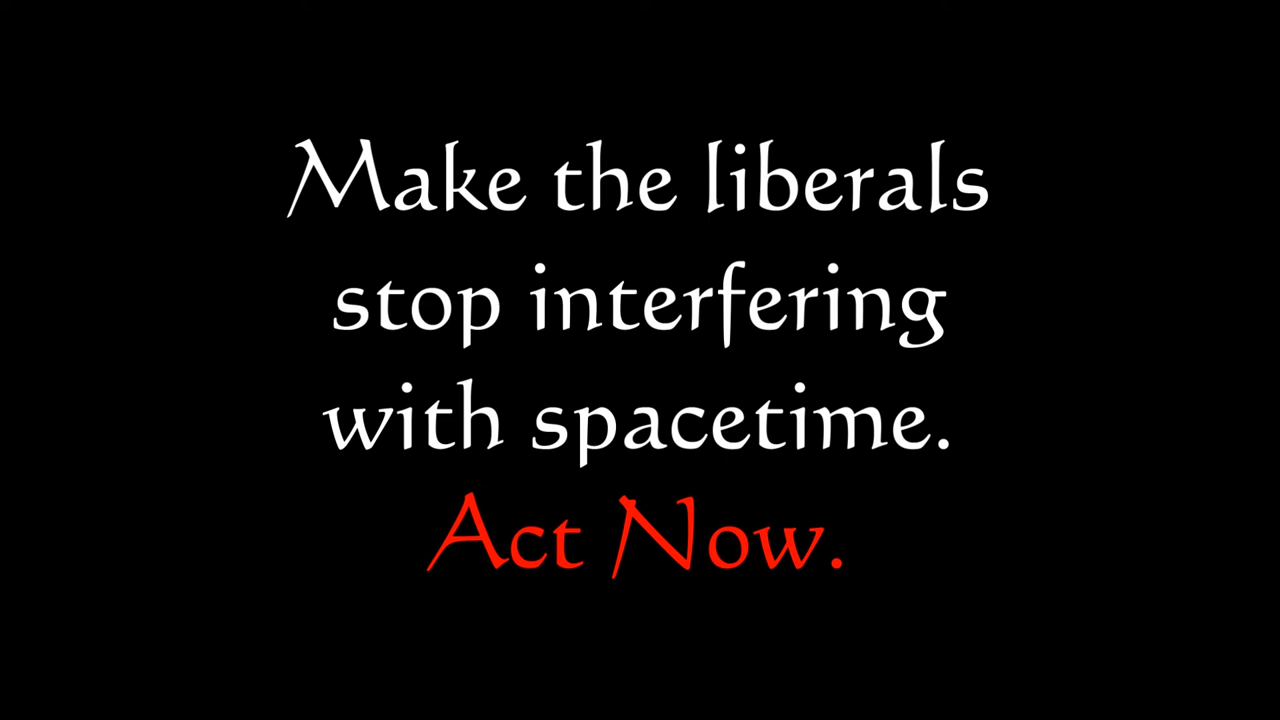 Make the liberals
stop interfering
with spacetime.
Act Now.